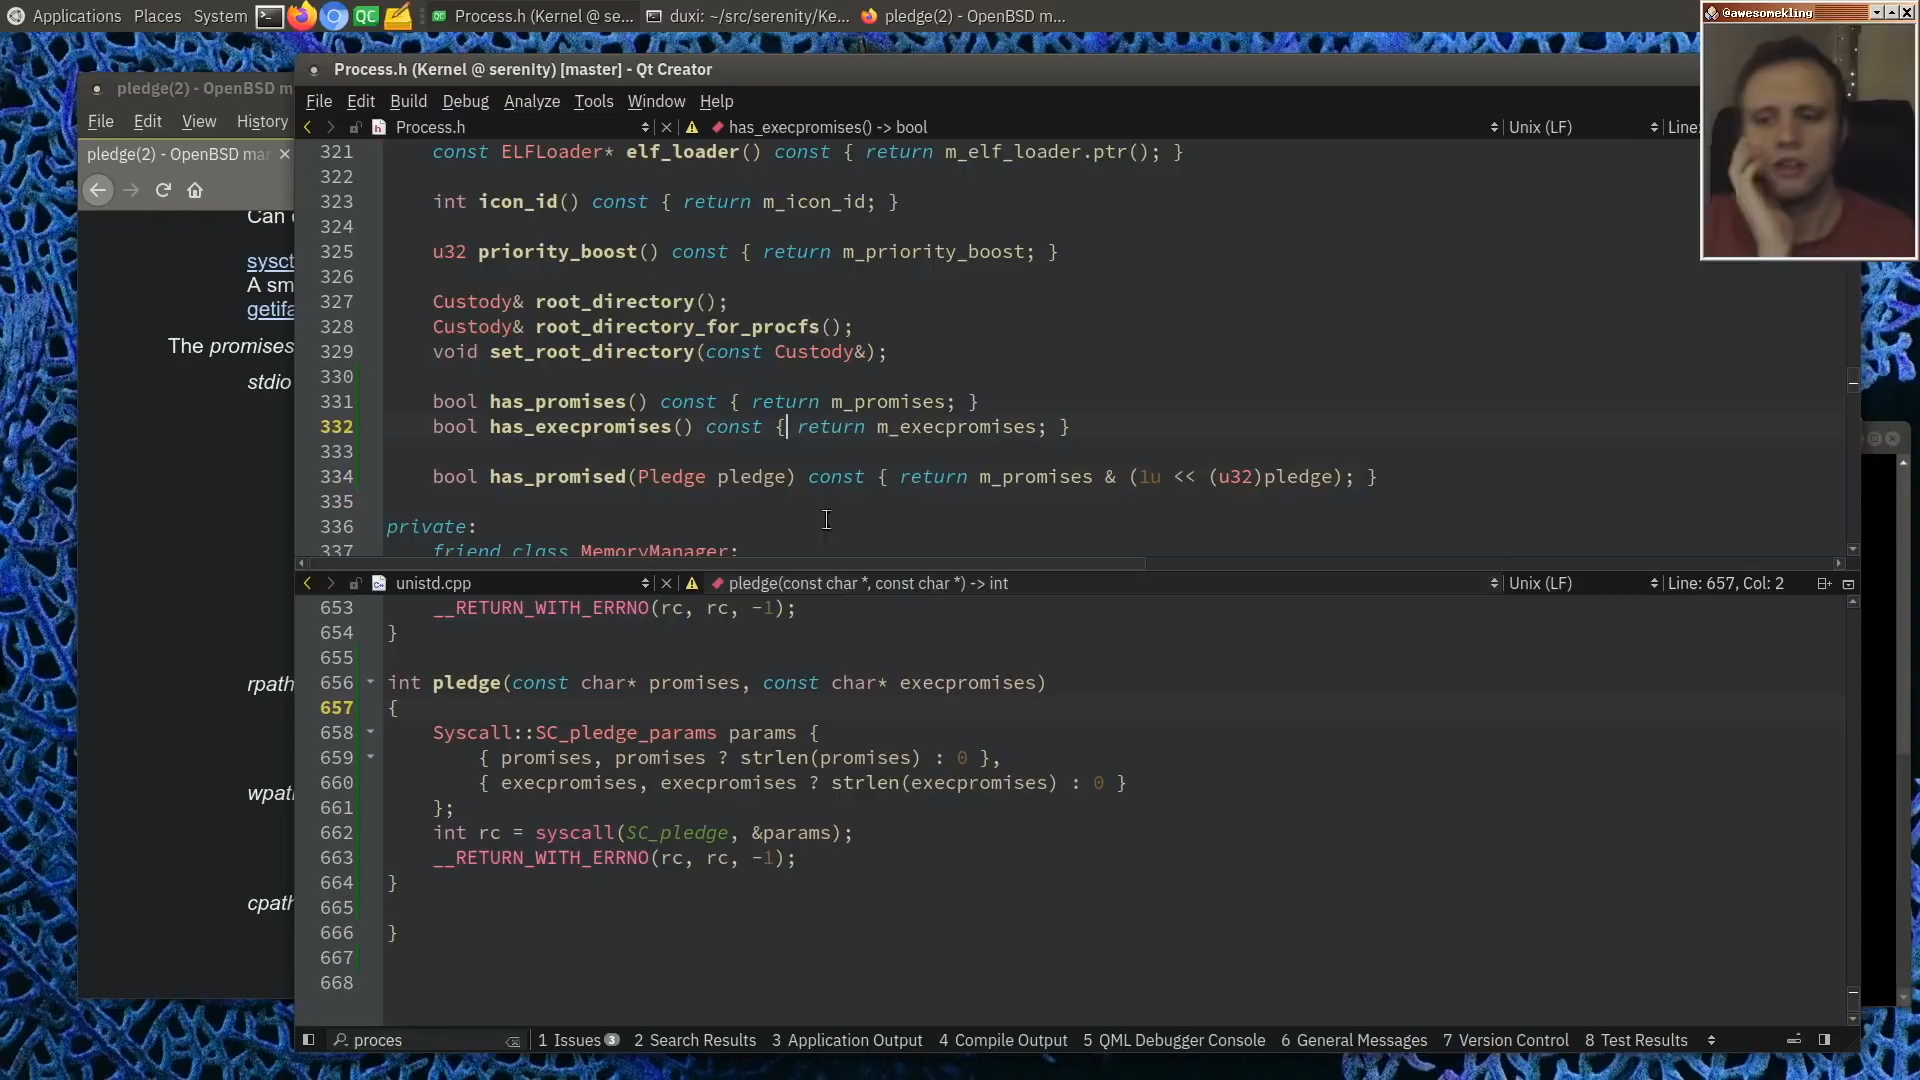 Applications Places System
Process.h (Kernel @ se...
duxi: ~/src/serenity/Ke...
pledge(2) - OpenBSD m...
@awesomekling
pledge(2) - OpenBSD m
File Edit View History
pledge(2) - OpenBSD mar
Can
sysct
A sm
getifa
The promises
stdio
rpath
wpath
cpath
Process.h (Kernel @ serenity) [master] - Qt Creator
File Edit Build Debug Analyze Tools Window Help
Process.h has_execpromises() -> bool Unix (LF) Line:
321 const ELFLoader* elf_loader() const { return m_elf_loader.ptr(); }
322
323 int icon_id() const { return m_icon_id; }
324
325 u32 priority_boost() const { return m_priority_boost; }
326
327 Custody& root_directory();
328 Custody& root_directory_for_procfs();
329 void set_root_directory(const Custody&);
330
331 bool has_promises() const { return m_promises; }
332 bool has_execpromises() const { return m_execpromises; }
333
334 bool has_promised(Pledge pledge) const { return m_promises & (1u << (u32)pledge); }
335
336 private:
337 friend class MemoryManager;
unistd.cpp pledge(const char *, const char *) -> int Unix (LF) Line: 657, Col: 2
653 __RETURN_WITH_ERRNO(rc, rc, -1);
654 }
655
656 int pledge(const char* promises, const char* execpromises)
657 {
658 Syscall::SC_pledge_params params {
659 { promises, promises ? strlen(promises) : 0 },
660 { execpromises, execpromises ? strlen(execpromises) : 0 }
661 };
662 int rc = syscall(SC_pledge, &params);
663 __RETURN_WITH_ERRNO(rc, rc, -1);
664 }
665
666 }
667
668
proces 1 Issues 3 2 Search Results 3 Application Output 4 Compile Output 5 QML Debugger Console 6 General Messages 7 Version Control 8 Test Results